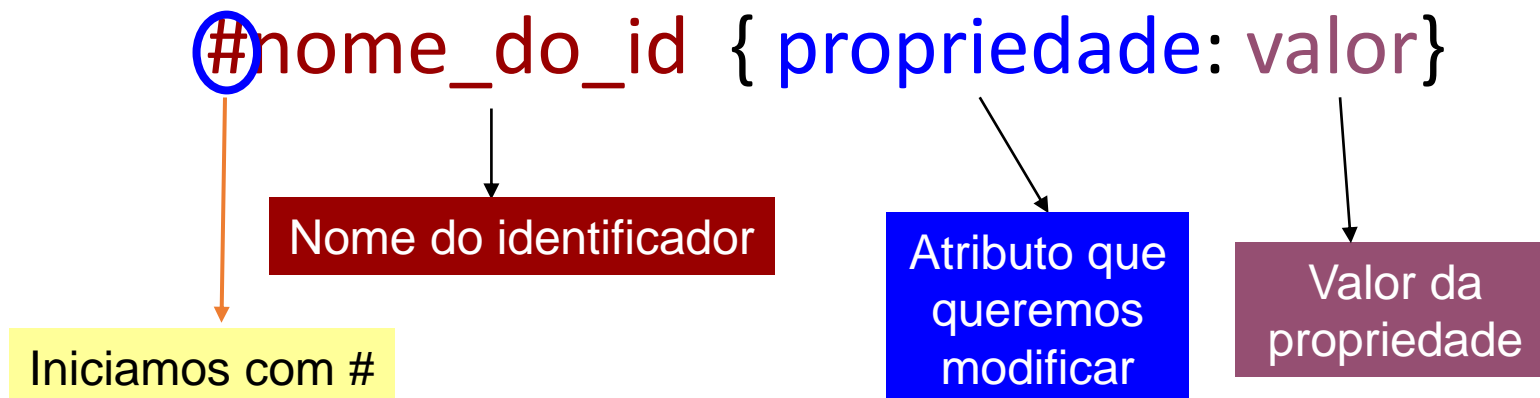 #nome_do_id { propriedade: valor}
Nome do identificador
Atributo que
queremos
modificar
Valor da
propriedade
Iniciamos com #